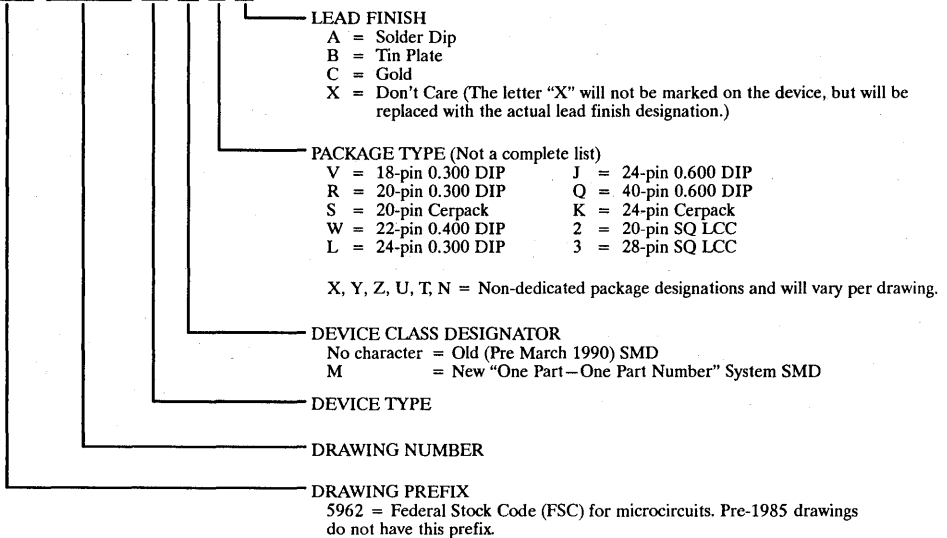 LEAD FINISH
A = Solder Dip
B = Tin Plate
C = Gold
X = Don't Care (The letter "X" will not be marked on the device, but will be
replaced with the actual lead finish designation.)
PACKAGE TYPE (Not a complete list)
V = 18-pin 0.300 DIP J = 24-pin 0.600 DIP
R = 20-pin 0.300 DIP Q = 40-pin 0.600 DIP
S = 20-pin Cerpack K = 24-pin Cerpack
W = 22-pin 0.400 DIP 2 = 20-pin SQ LCC
L = 24-pin 0.300 DIP 3 = 28-pin SQ LCC
X, Y, Z, U, T, N = Non-dedicated package designations and will vary per drawing.
DEVICE CLASS DESIGNATOR
No character = Old (Pre March 1990) SMD
M = New "One Part–One Part Number" System SMD
DEVICE TYPE
DRAWING NUMBER
DRAWING PREFIX
5962 = Federal Stock Code (FSC) for microcircuits. Pre-1985 drawings
do not have this prefix.